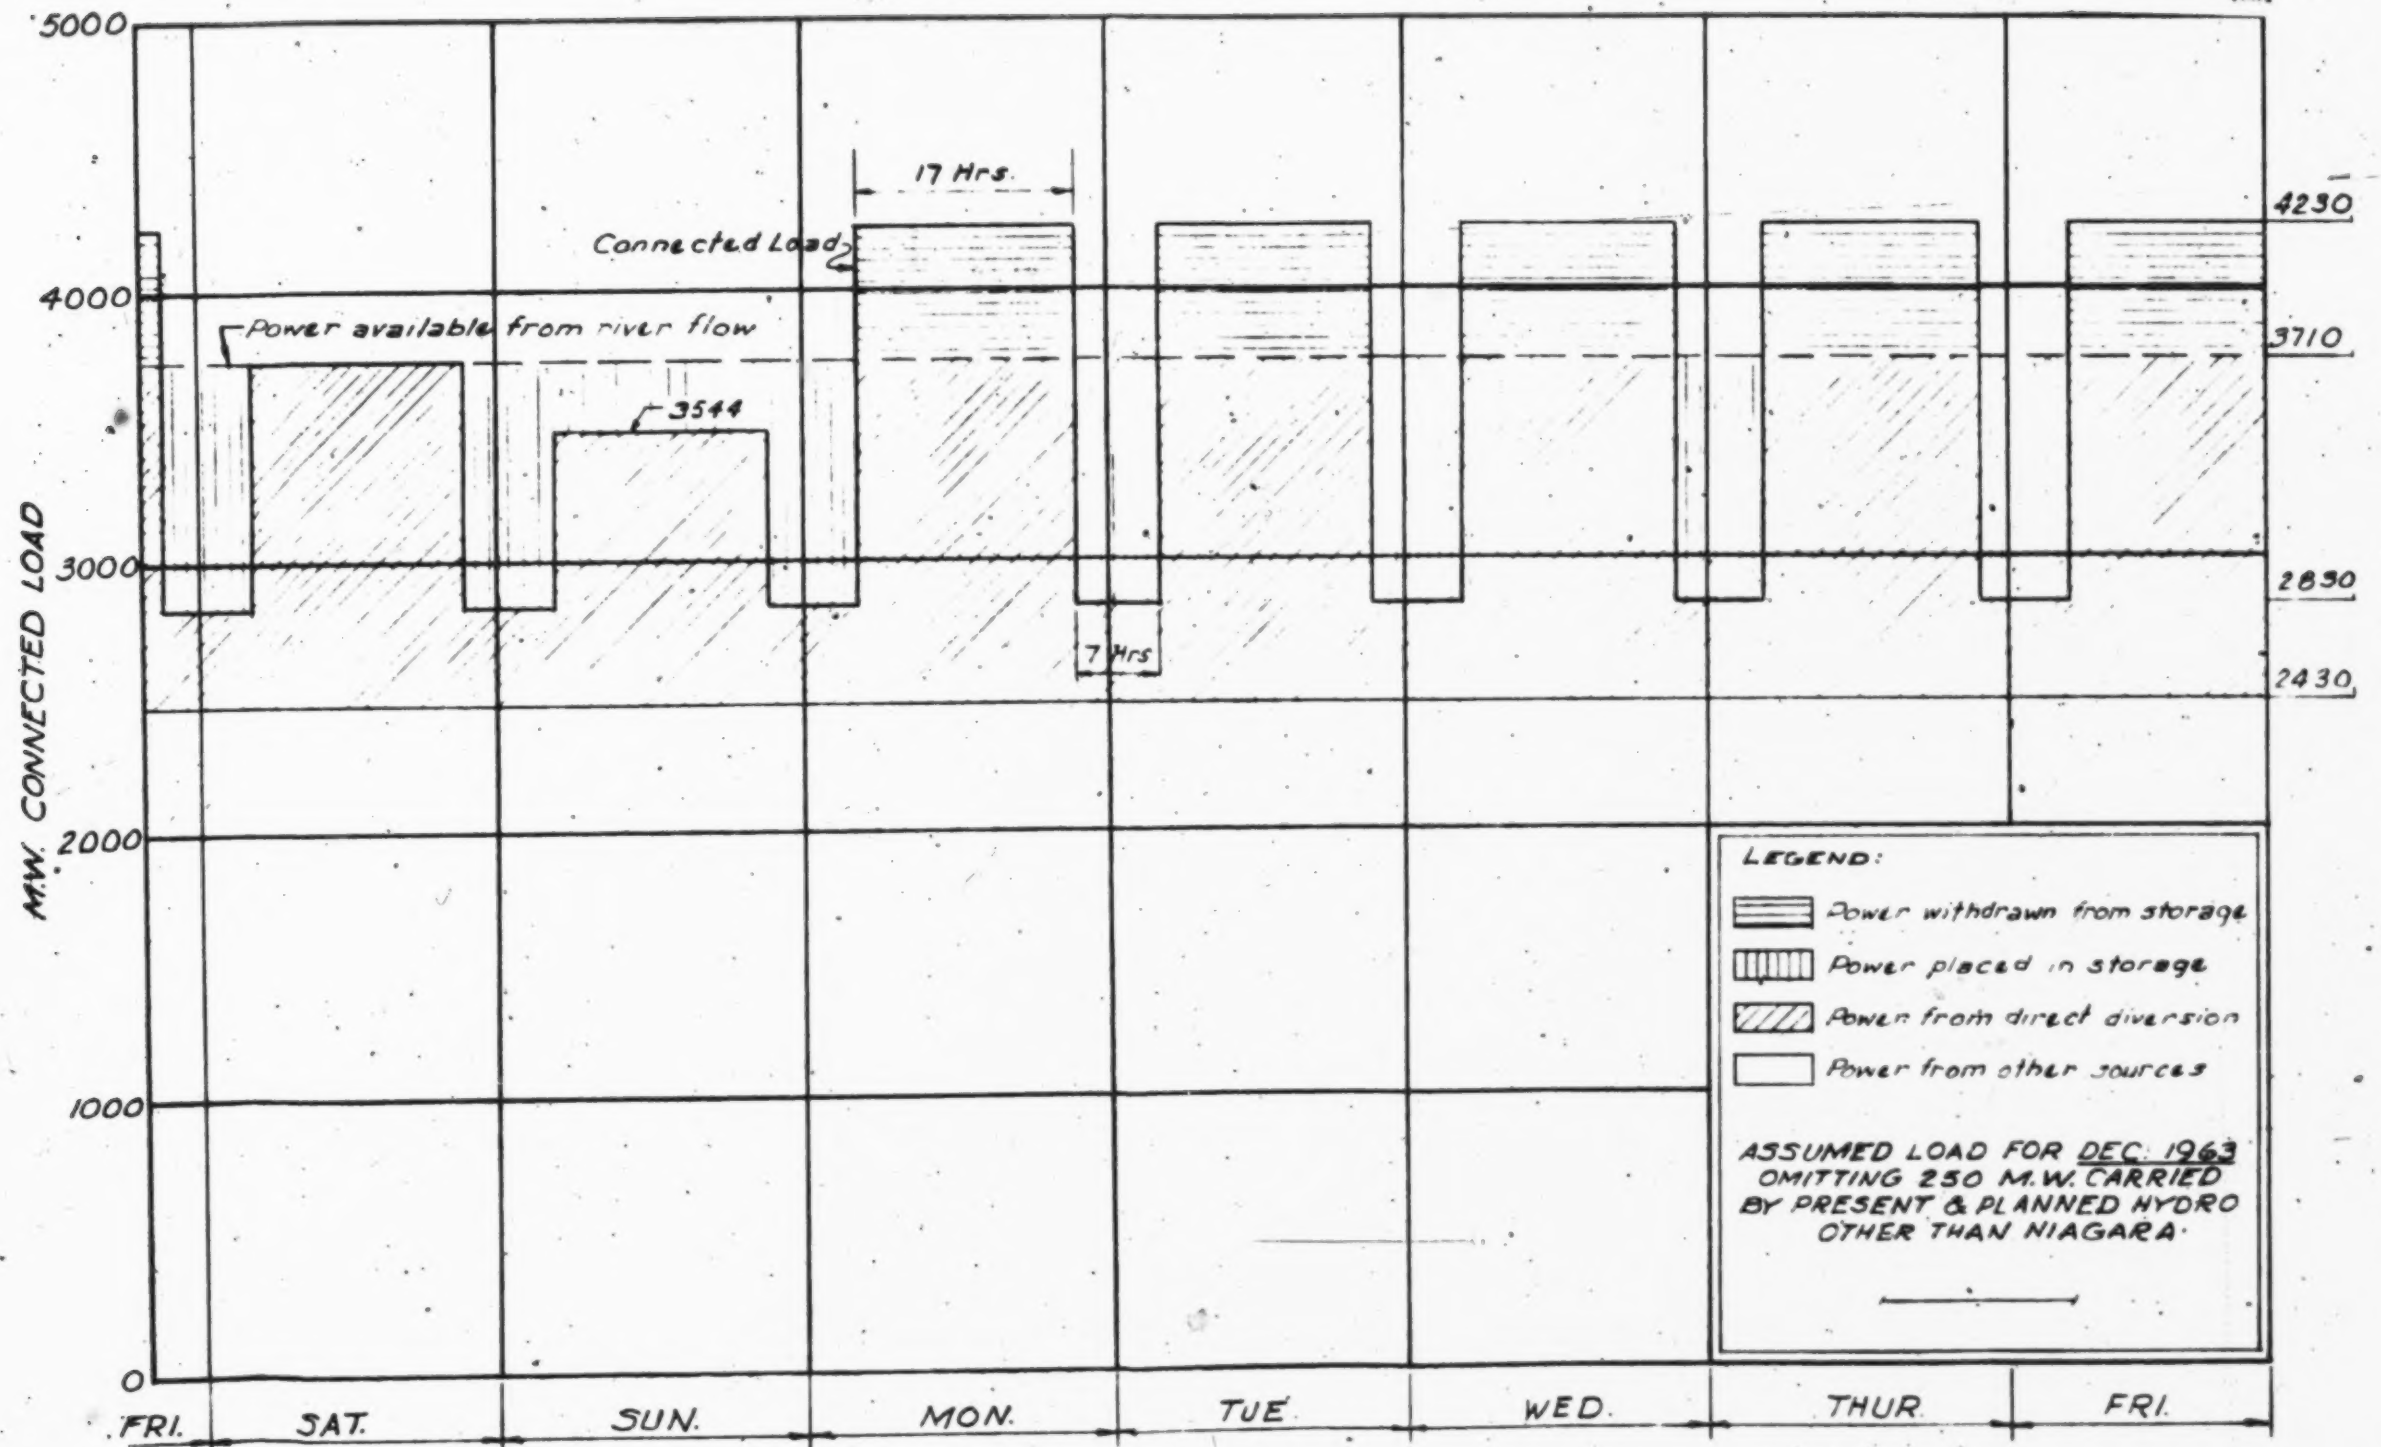 5000
17 Hrs.
4230
Connected Load
4000
Power available from river flow
3710
3544
M.W. CONNECTED LOAD
3000
2830
7 Hrs
2430
2000
LEGEND:
Power withdrawn from storage
Power placed in storage
Power from direct diversion
Power from other sources
1000
ASSUMED LOAD FOR DEC. 1963
OMITTING 250 M.W. CARRIED
BY PRESENT & PLANNED HYDRO
OTHER THAN NIAGARA.
0
FRI. SAT. SUN. MON. TUE. WED. THUR. FRI.